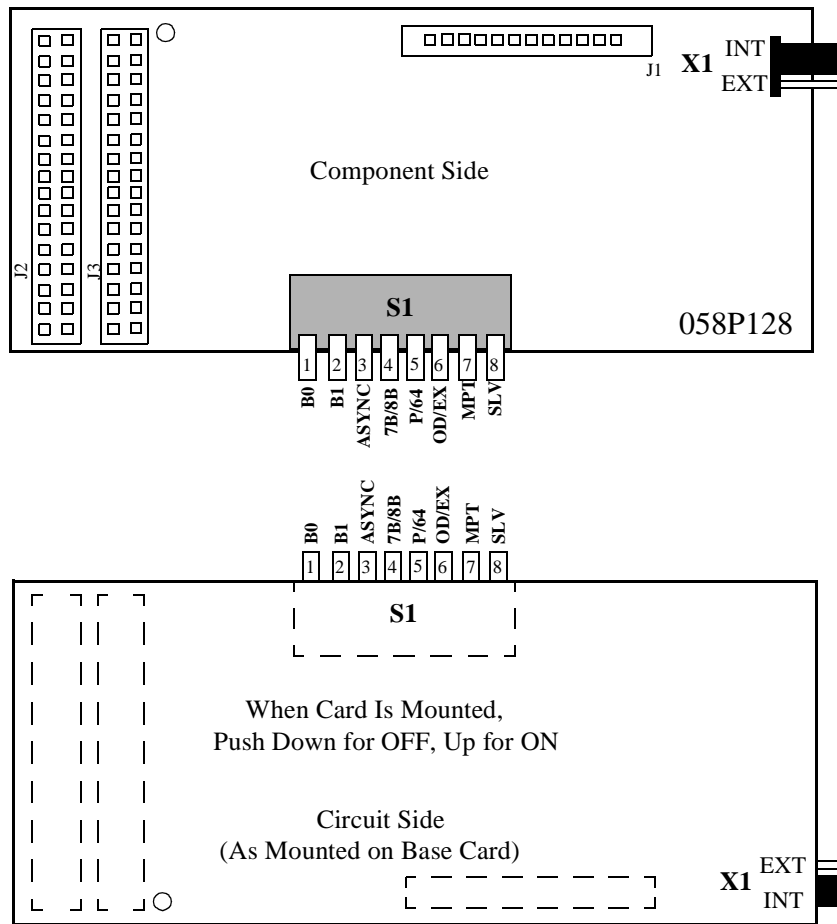 INT
J1 X1
EXT
Component Side
J2
J3
S1
058P128
1 2 3 4 5 6 7 8
B0 B1 ASYNC 7B/8B P/64 OD/EX MPT SLV
B0 B1 ASYNC 7B/8B P/64 OD/EX MPT SLV
1 2 3 4 5 6 7 8
S1
When Card Is Mounted,
Push Down for OFF, Up for ON
Circuit Side
(As Mounted on Base Card)
EXT
X1
INT